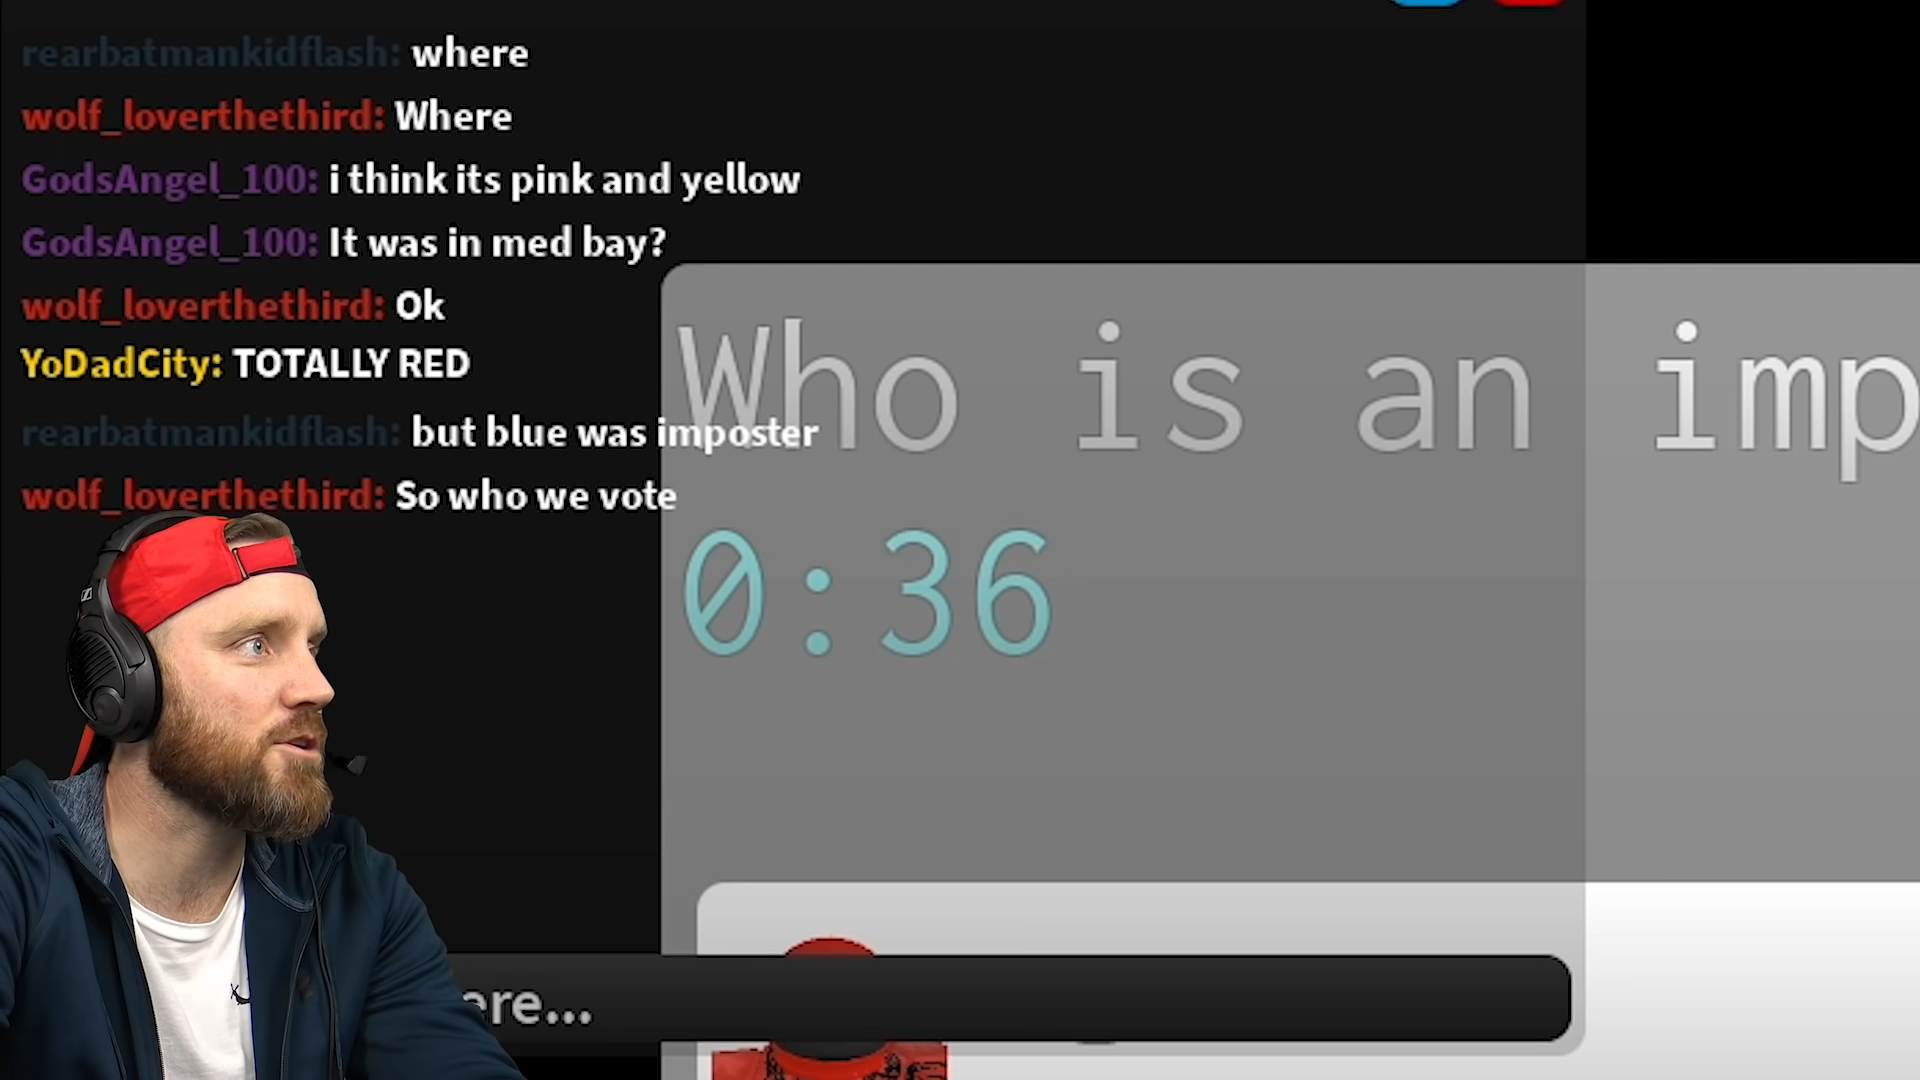 rearbatmankidflash: where
wolf_loverthethird: Where
GodsAngel_100: i think its pink and yellow
GodsAngel_100: It was in med bay?
wolf_loverthethird: Ok
YoDadCity: TOTALLY RED
rearbatmankidflash: but blue was imposter
wolf_loverthethird: So who we vote
Who is an imp
0:36
ere...